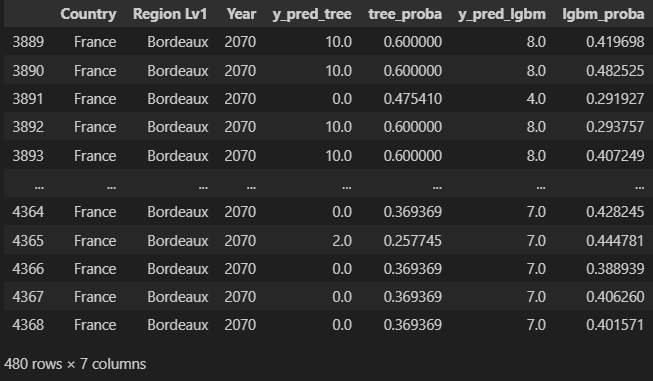 Country Region Lv1 Year y_pred_tree tree_proba y_pred_lgbm lgbm_proba
3889 France Bordeaux 2070 10.0 0.600000 8.0 0.419698
3890 France Bordeaux 2070 10.0 0.600000 8.0 0.482525
3891 France Bordeaux 2070 0.0 0.475410 4.0 0.291927
3892 France Bordeaux 2070 10.0 0.600000 8.0 0.293757
3893 France Bordeaux 2070 10.0 0.600000 8.0 0.407249
... ... ... ... ... ... ... ...
4364 France Bordeaux 2070 0.0 0.369369 7.0 0.428245
4365 France Bordeaux 2070 2.0 0.257745 7.0 0.444781
4366 France Bordeaux 2070 0.0 0.369369 7.0 0.388939
4367 France Bordeaux 2070 0.0 0.369369 7.0 0.406260
4368 France Bordeaux 2070 0.0 0.369369 7.0 0.401571
480 rows × 7 columns